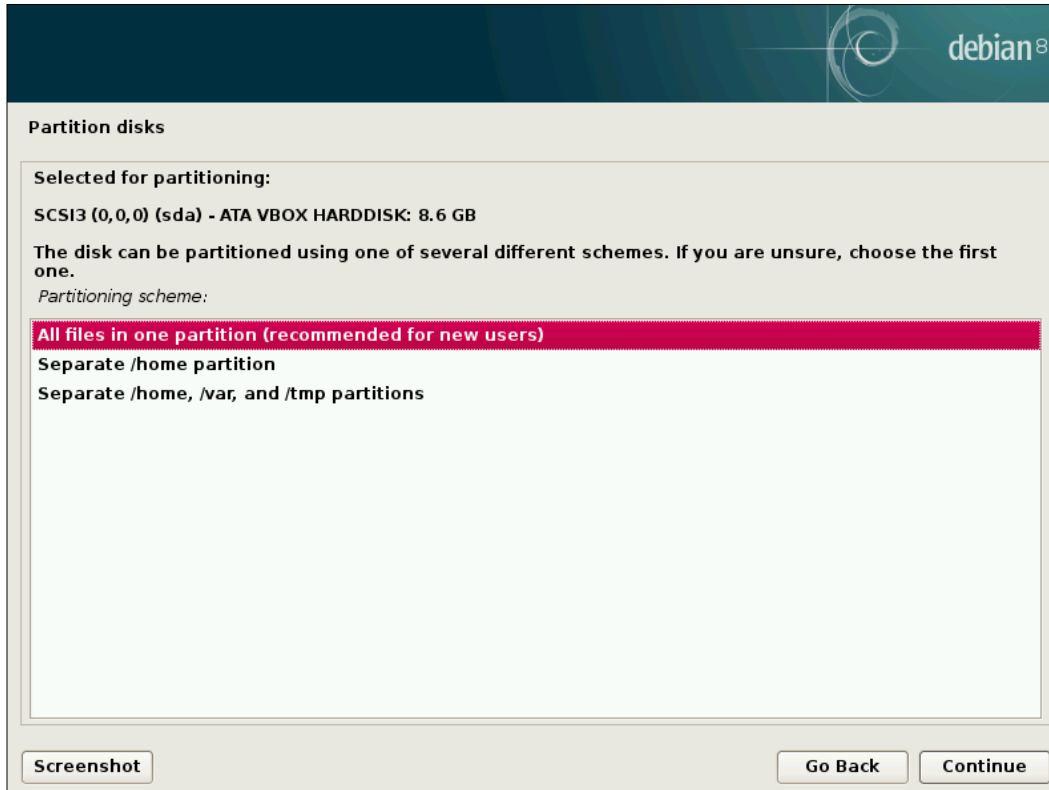 debian 8
Partition disks
Selected for partitioning:
SCSI3 (0,0,0) (sda) - ATA VBOX HARDDISK: 8.6 GB
The disk can be partitioned using one of several different schemes. If you are unsure, choose the first
one.
Partitioning scheme:
All files in one partition (recommended for new users)
Separate /home partition
Separate /home, /var, and /tmp partitions
Screenshot
Go Back
Continue